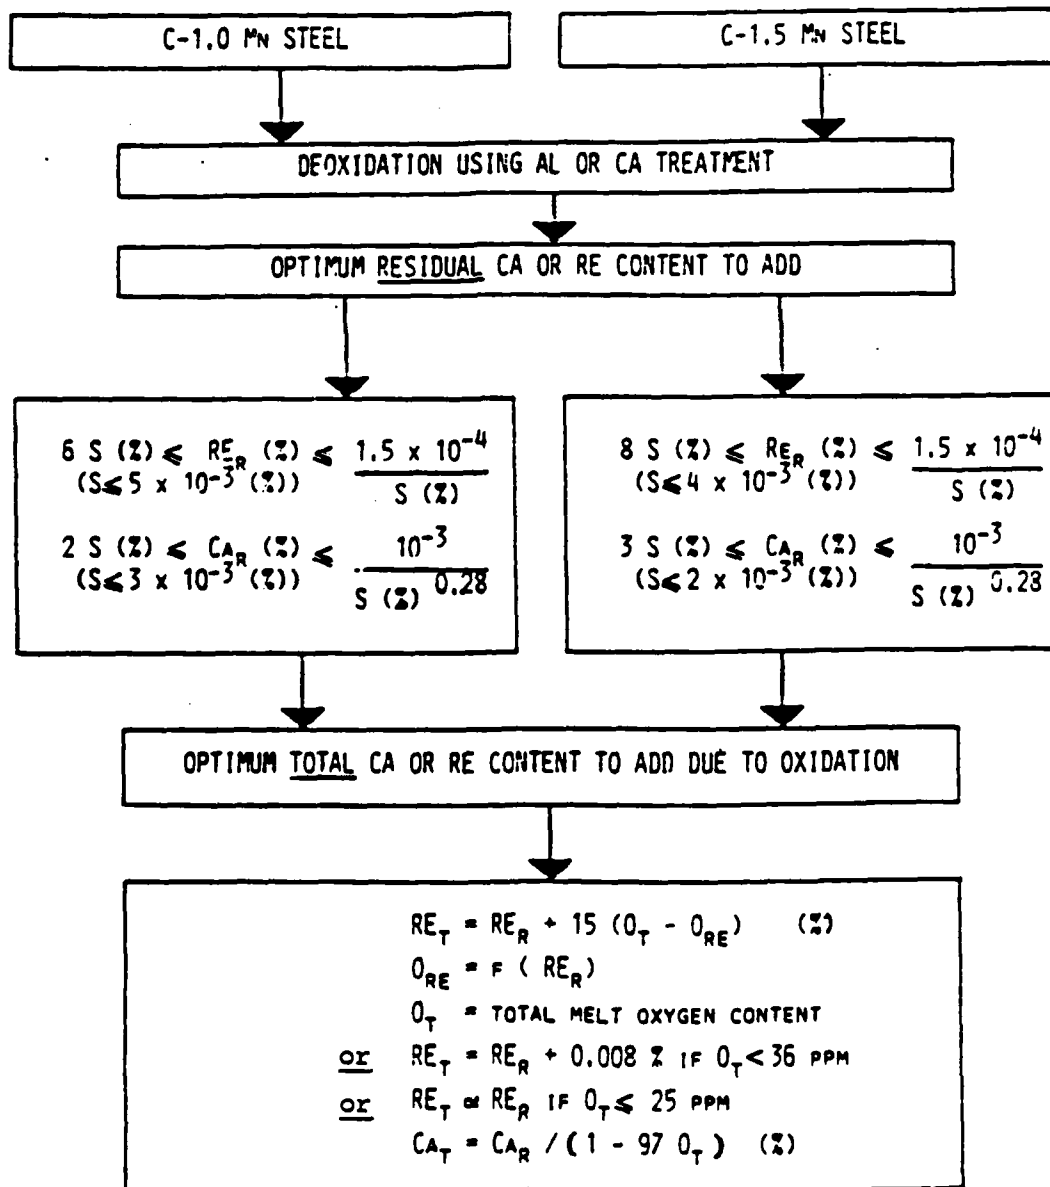 C-1.0 MN STEEL
C-1.5 MN STEEL
DEOXIDATION USING AL OR CA TREATMENT
OPTIMUM RESIDUAL CA OR RE CONTENT TO ADD
6 S (%) ⩽ RE_R (%) ⩽ 1.5 x 10^-4 / S (%)
(S⩽5 x 10^-3 (%))
2 S (%) ⩽ CA_R (%) ⩽ 10^-3 / S (%)^0.28
(S⩽3 x 10^-3 (%))
8 S (%) ⩽ RE_R (%) ⩽ 1.5 x 10^-4 / S (%)
(S⩽4 x 10^-3 (%))
3 S (%) ⩽ CA_R (%) ⩽ 10^-3 / S (%)^0.28
(S⩽2 x 10^-3 (%))
OPTIMUM TOTAL CA OR RE CONTENT TO ADD DUE TO OXIDATION
RE_T = RE_R + 15 (O_T - O_RE) (%)
O_RE = F ( RE_R)
O_T = TOTAL MELT OXYGEN CONTENT
or RE_T = RE_R + 0.008 % IF O_T < 36 PPM
or RE_T ≃ RE_R IF O_T ⩽ 25 PPM
CA_T = CA_R / (1 - 97 O_T) (%)